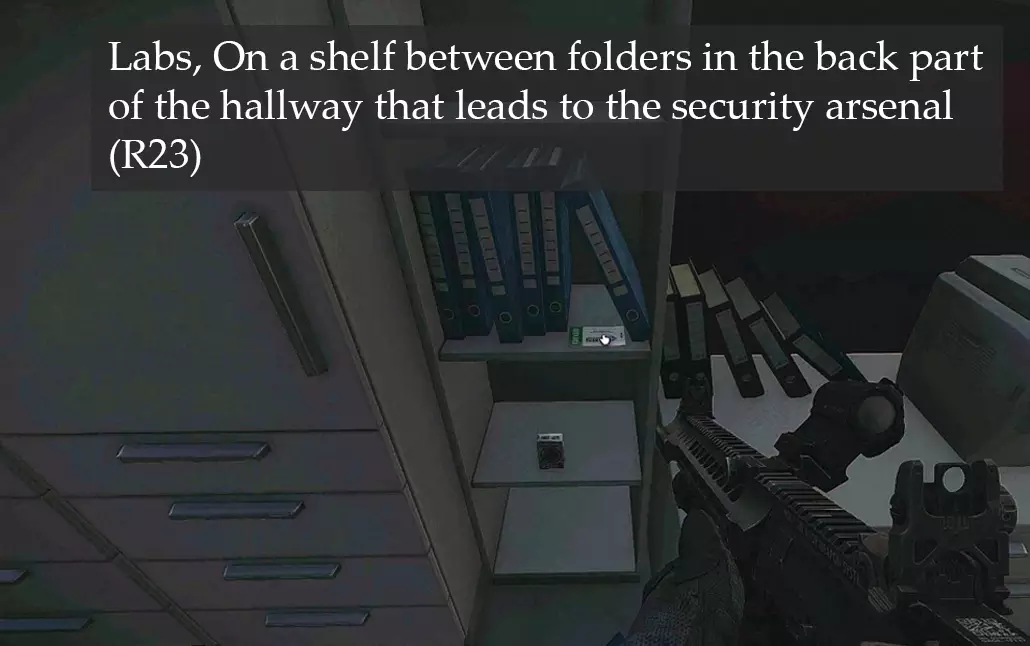 Labs, On a shelf between folders in the back part
of the hallway that leads to the security arsenal
(R23)